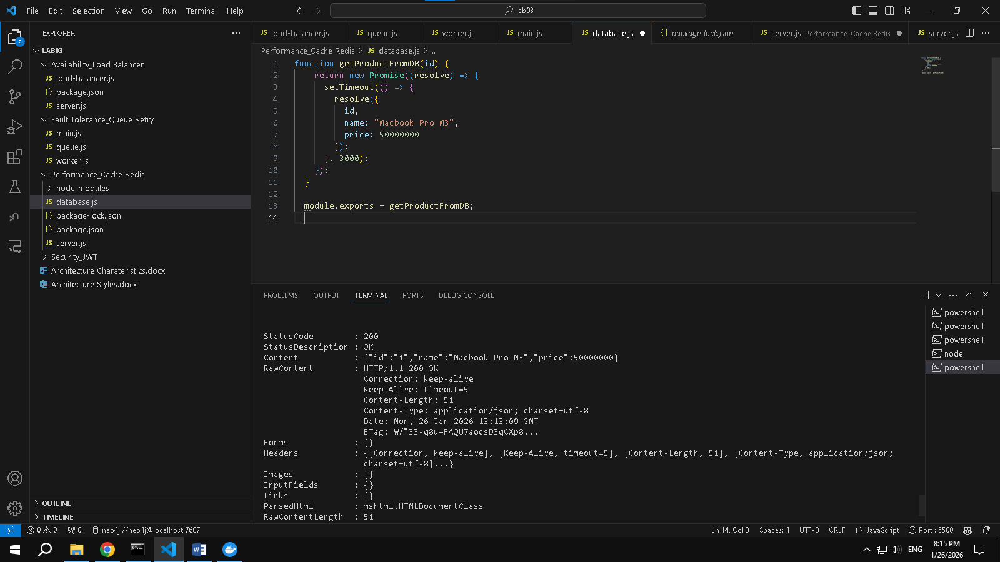 File Edit Selection View Go Run Terminal Help
lab03
EXPLORER
LAB03
Availability_Load Balancer
load-balancer.js
package.json
server.js
Fault Tolerance_Queue Retry
main.js
queue.js
worker.js
Performance_Cache Redis
node_modules
database.js
package-lock.json
package.json
server.js
Security_JWT
Architecture Charateristics.docx
Architecture Styles.docx
OUTLINE
TIMELINE
load-balancer.js queue.js worker.js main.js database.js package-lock.json server.js Performance_Cache Redis server.js
Performance_Cache Redis > JS database.js > ...
1 function getProductFromDB(id) {
2 return new Promise((resolve) => {
3 setTimeout(() => {
4 resolve({
5 id,
6 name: "Macbook Pro M3",
7 price: 50000000
8 });
9 }, 3000);
10 });
11 }
12
13 module.exports = getProductFromDB;
14
PROBLEMS OUTPUT TERMINAL PORTS DEBUG CONSOLE
StatusCode : 200
StatusDescription : OK
Content : {"id":"1","name":"Macbook Pro M3","price":50000000}
RawContent : HTTP/1.1 200 OK
Connection: keep-alive
Keep-Alive: timeout=5
Content-Length: 51
Content-Type: application/json; charset=utf-8
Date: Mon, 26 Jan 2026 13:13:09 GMT
ETag: W/"33-q8u+FAQU7aocsD3qCXp8...
Forms : {}
Headers : {[Connection, keep-alive], [Keep-Alive, timeout=5], [Content-Length, 51], [Content-Type, application/json;
charset=utf-8]...}
Images : {}
InputFields : {}
Links : {}
ParsedHtml : mshtml.HTMLDocumentClass
RawContentLength : 51
powershell
powershell
powershell
node
powershell
0 0 0 neo4j://neo4j@localhost:7687 Ln 14, Col 3 Spaces: 4 UTF-8 CRLF {} JavaScript Port : 5500
ENG 8:15 PM
1/26/2026